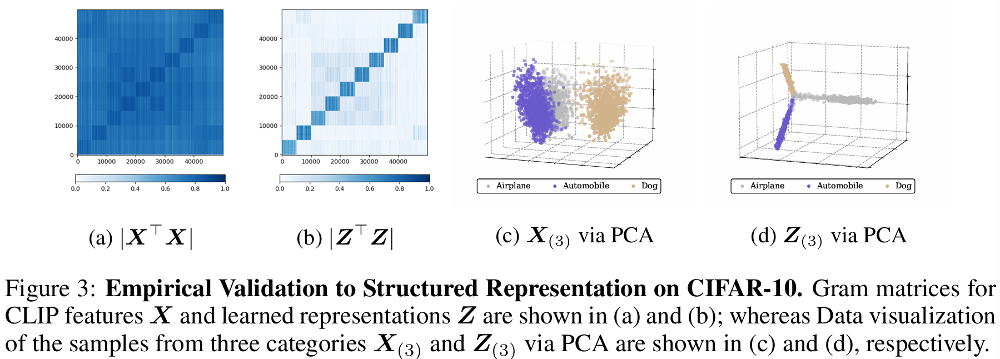 40000
30000
20000
10000
0
0 10000 20000 30000 40000
0.0 0.2 0.4 0.6 0.8 1.0
40000
30000
20000
10000
0
0 10000 20000 30000 40000
0.0 0.2 0.4 0.6 0.8 1.0
Airplane Automobile Dog
Airplane Automobile Dog
(a) |X⊤X|
(b) |Z⊤Z|
(c) X(3) via PCA
(d) Z(3) via PCA
Figure 3: Empirical Validation to Structured Representation on CIFAR-10. Gram matrices for
CLIP features X and learned representations Z are shown in (a) and (b); whereas Data visualization
of the samples from three categories X(3) and Z(3) via PCA are shown in (c) and (d), respectively.